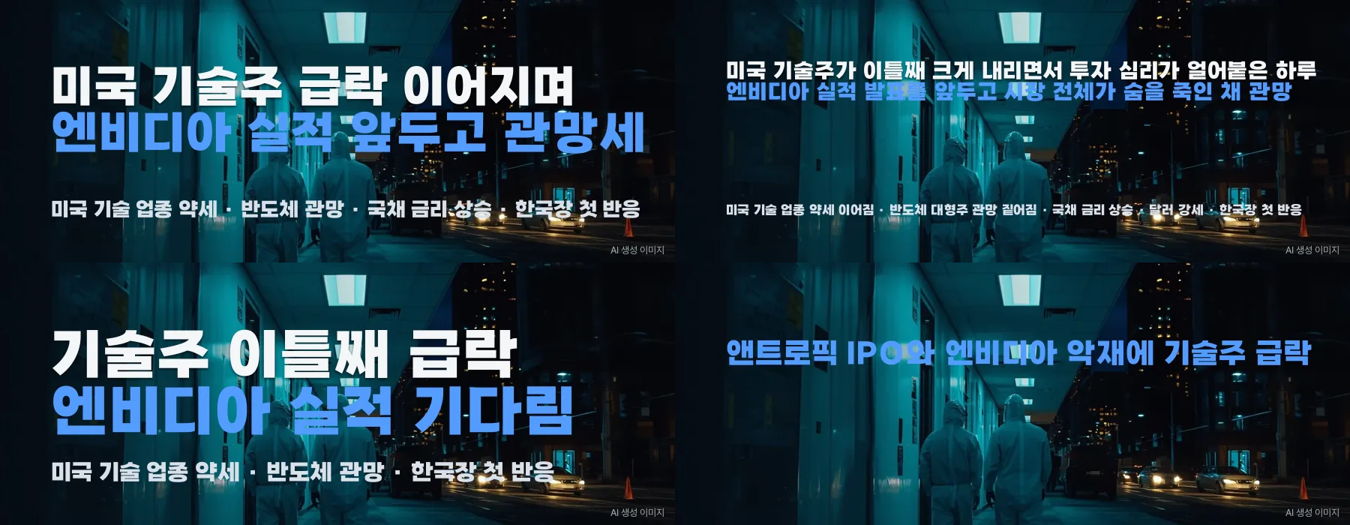 미국 기술주 급락 이어지며
엔비디아 실적 앞두고 관망세
미국 기술 업종 약세 · 반도체 관망 · 국채 금리 상승 · 한국장 첫 반응
AI 생성 이미지
미국 기술주가 이틀째 크게 내리면서 투자 심리가 얼어붙은 하루
엔비디아 실적 발표를 앞두고 시장 전체가 숨을 죽인 채 관망
미국 기술 업종 약세 이어짐 · 반도체 대형주 관망 짙어짐 · 국채 금리 상승 · 달러 강세 · 한국장 첫 반응
AI 생성 이미지
기술주 이틀째 급락
엔비디아 실적 기다림
미국 기술 업종 약세 · 반도체 관망 · 한국장 첫 반응
AI 생성 이미지
앤트로픽 IPO와 엔비디아 악재에 기술주 급락
AI 생성 이미지